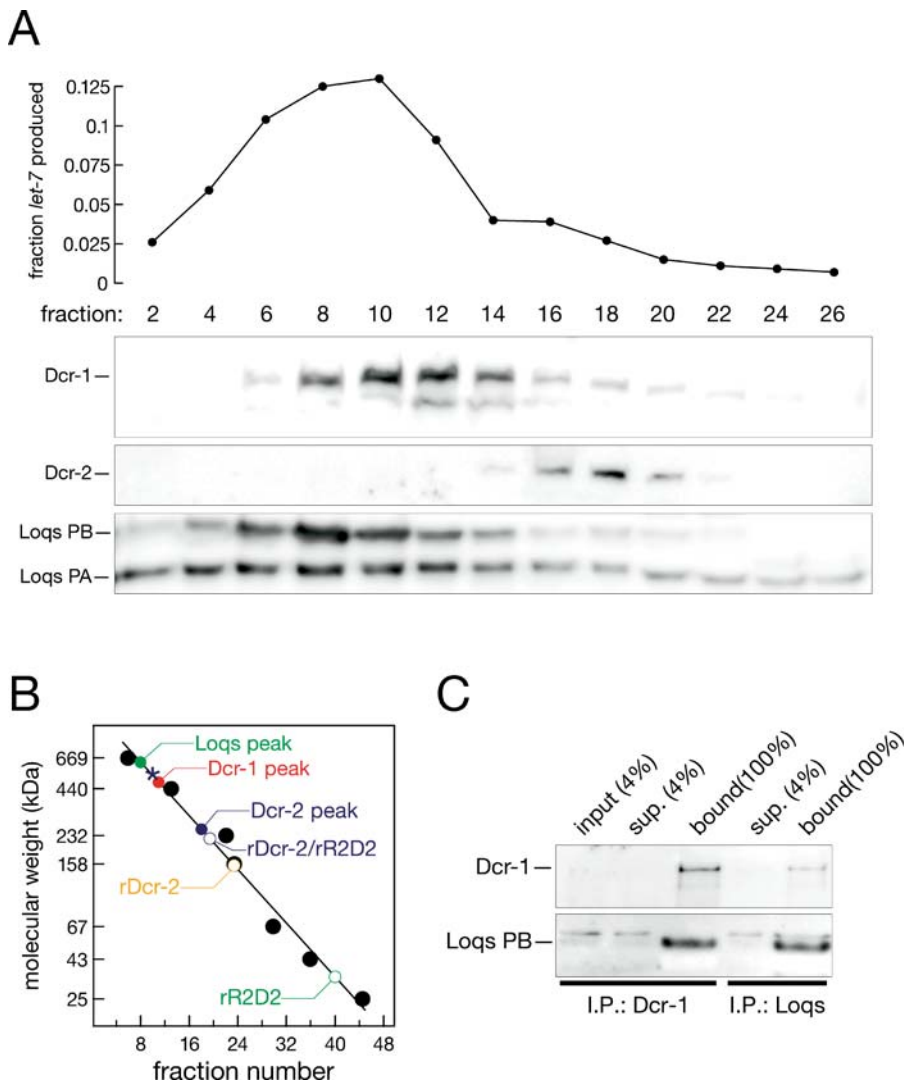 A
fraction let-7 produced
0.125
0.1
0.075
0.05
0.025
0
fraction: 2 4 6 8 10 12 14 16 18 20 22 24 26
Dcr-1
Dcr-2
Loqs PB
Loqs PA
B
molecular weight (kDa)
669
440
232
158
67
43
25
Loqs peak
*
Dcr-1 peak
Dcr-2 peak
rDcr-2/rR2D2
rDcr-2
rR2D2
8 16 24 32 40 48
fraction number
C
input (4%)
sup. (4%)
bound(100%)
sup. (4%)
bound(100%)
Dcr-1
Loqs PB
I.P.: Dcr-1 I.P.: Loqs